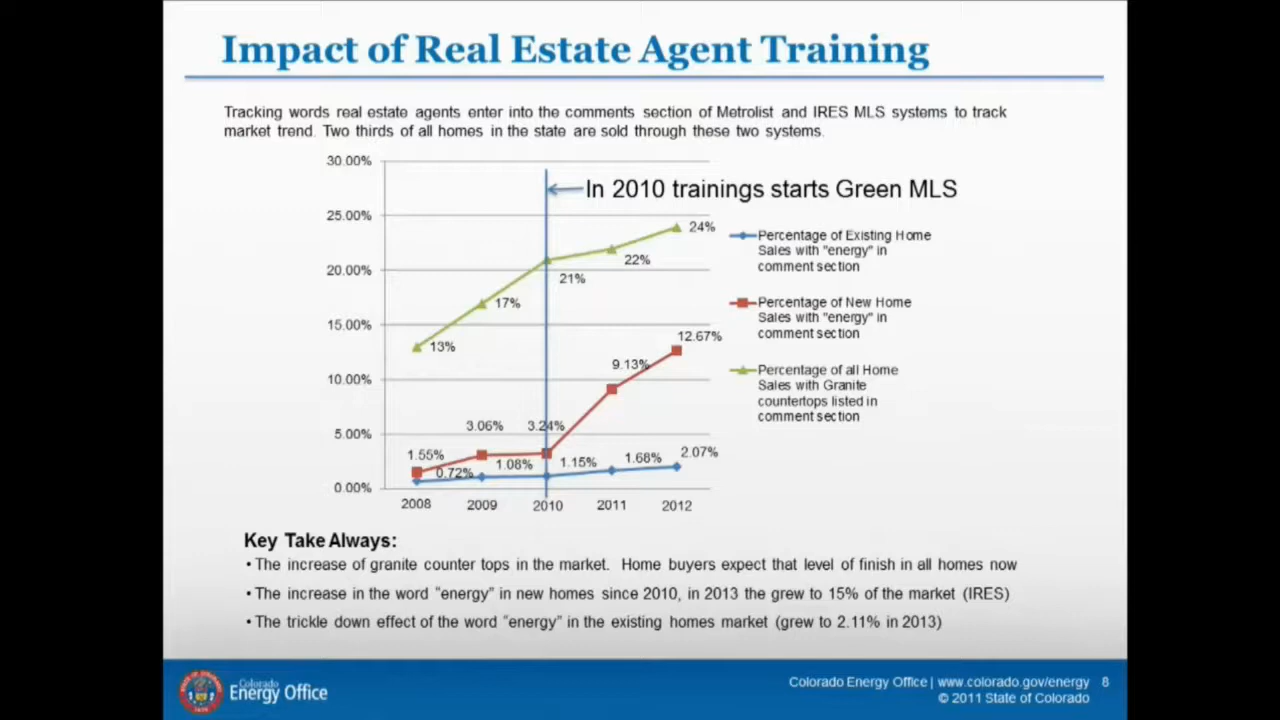 Impact of Real Estate Agent Training
Tracking words real estate agents enter into the comments section of Metrolist and IRES MLS systems to track
market trend. Two thirds of all homes in the state are sold through these two systems.
30.00%
25.00%
20.00%
15.00%
10.00%
5.00%
0.00%
In 2010 trainings starts Green MLS
24%
22%
21%
17%
13%
12.67%
9.13%
3.06%
3.24%
1.55%
0.72%
1.08%
1.15%
1.68%
2.07%
2008
2009
2010
2011
2012
Percentage of Existing Home
Sales with "energy" in
comment section
Percentage of New Home
Sales with "energy" in
comment section
Percentage of all Home
Sales with Granite
countertops listed in
comment section
Key Take Always:
• The increase of granite counter tops in the market. Home buyers expect that level of finish in all homes now
• The increase in the word "energy" in new homes since 2010, in 2013 the grew to 15% of the market (IRES)
• The trickle down effect of the word "energy" in the existing homes market (grew to 2.11% in 2013)
Colorado
Energy Office
Colorado Energy Office | www.colorado.gov/energy 8
© 2011 State of Colorado